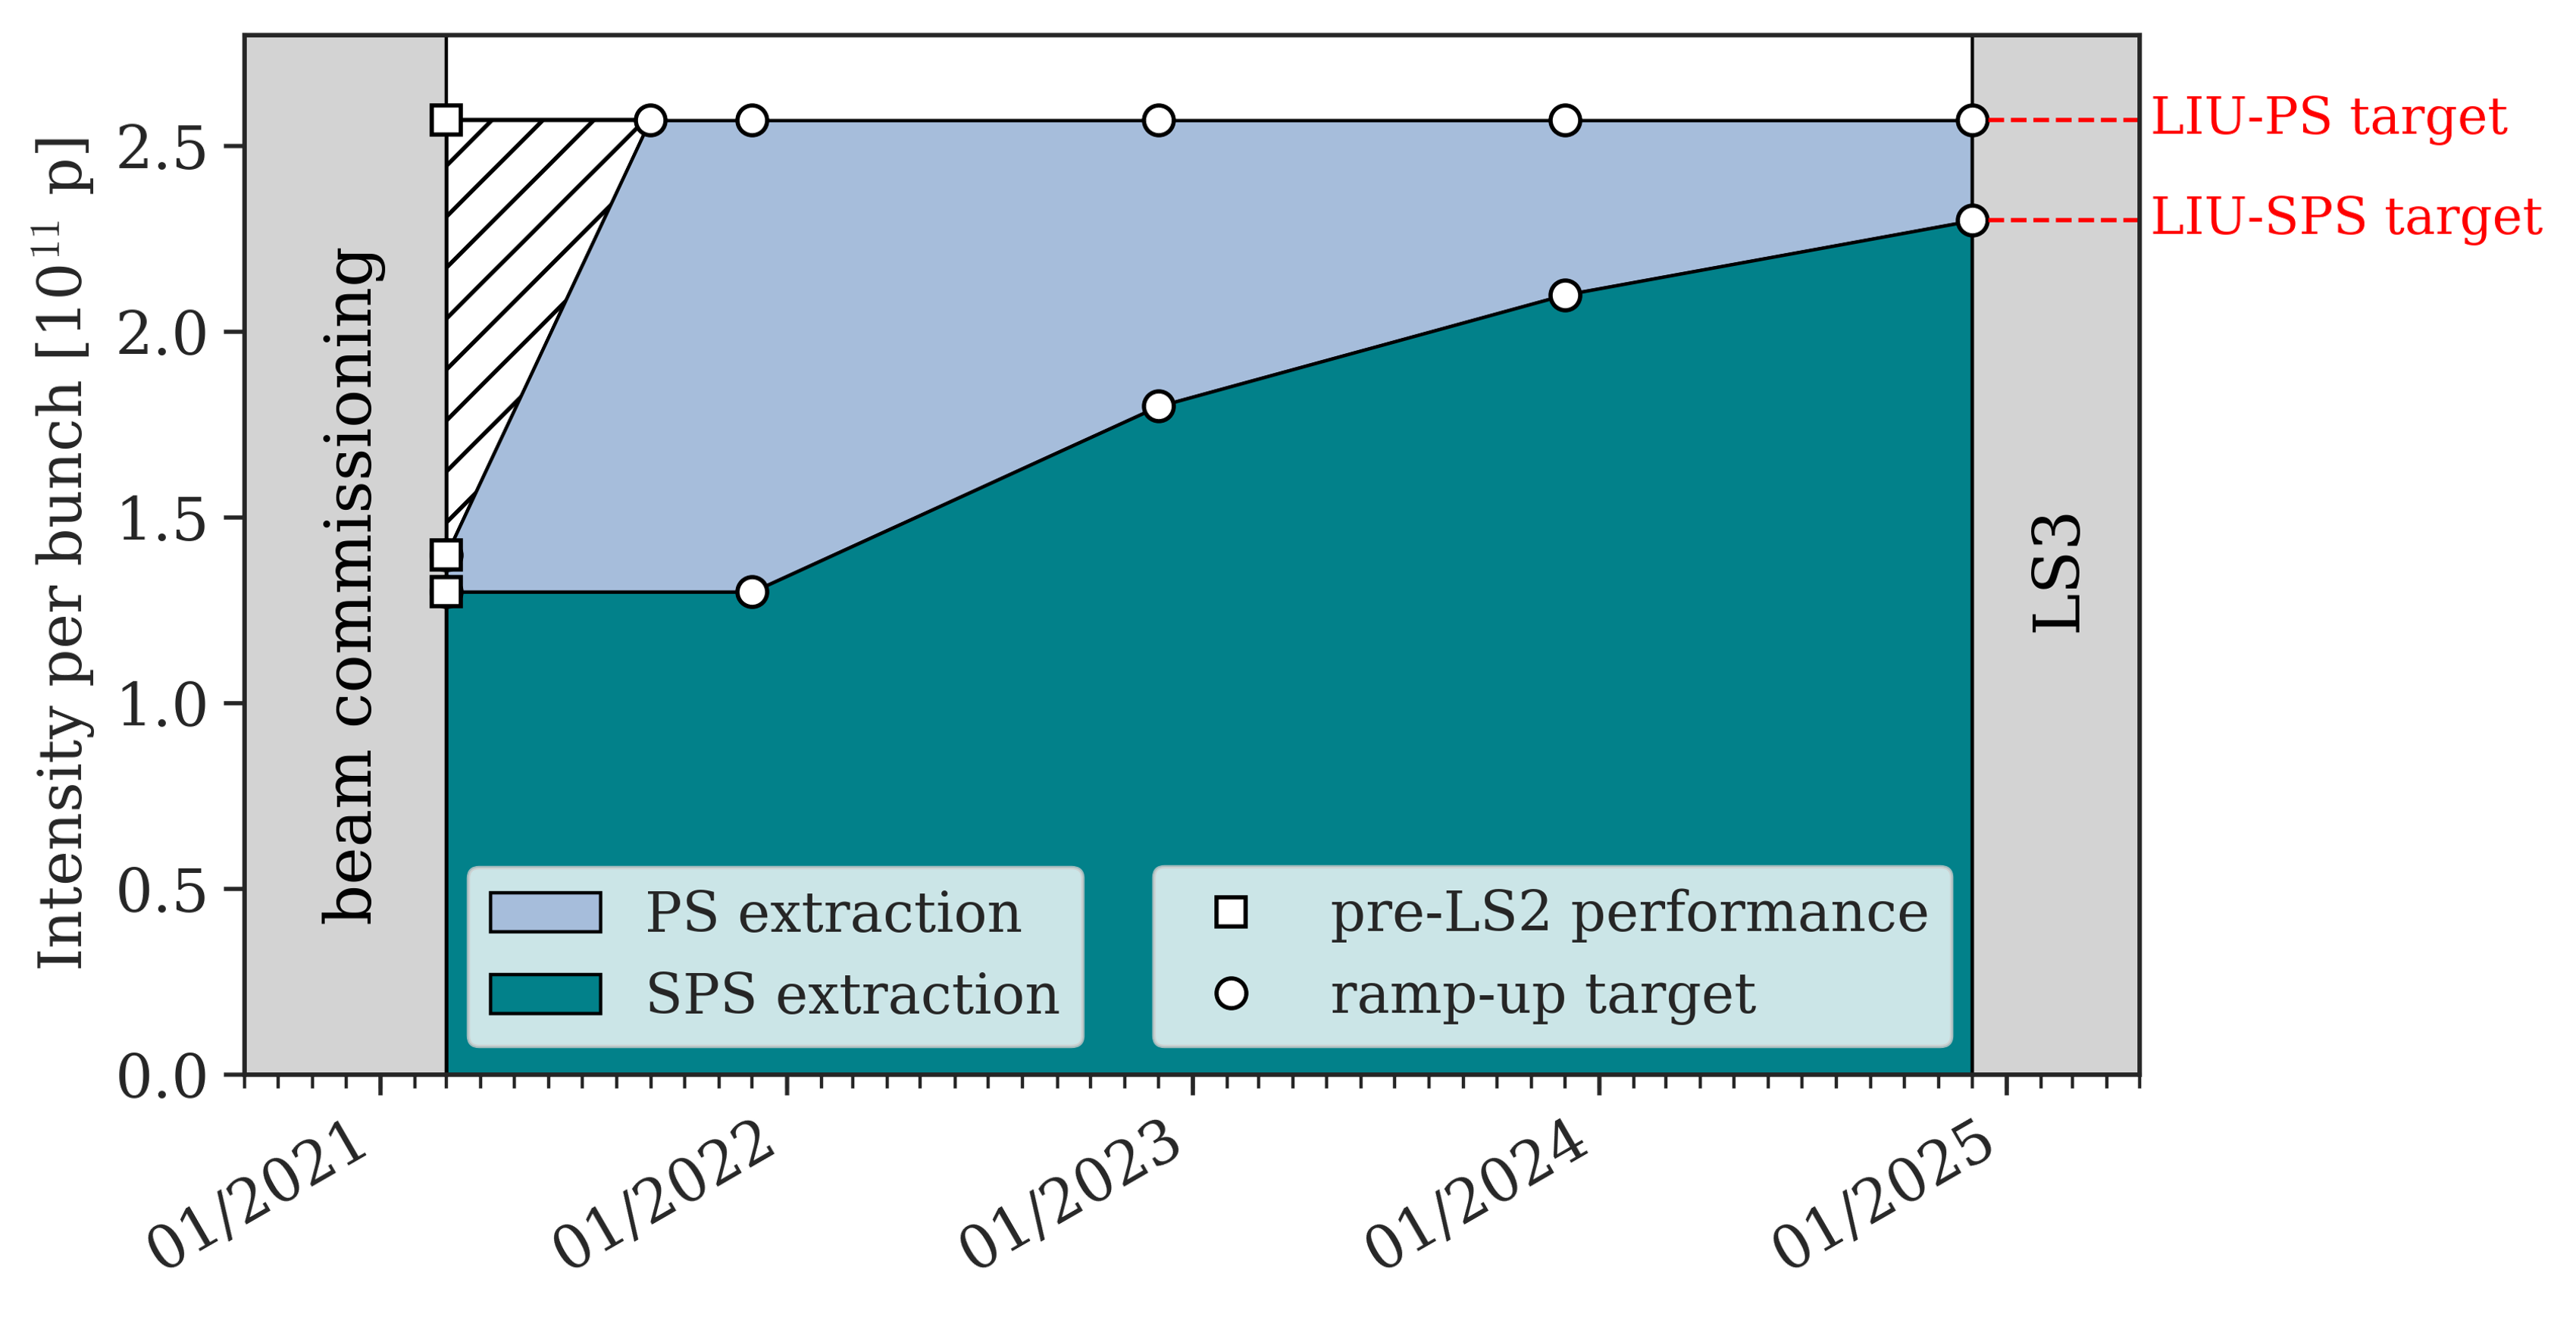 Intensity per bunch [10¹¹ p]
2.5
2.0
1.5
1.0
0.5
0.0
beam commissioning
LS3
LIU-PS target
LIU-SPS target
PS extraction
SPS extraction
pre-LS2 performance
ramp-up target
01/2021
01/2022
01/2023
01/2024
01/2025